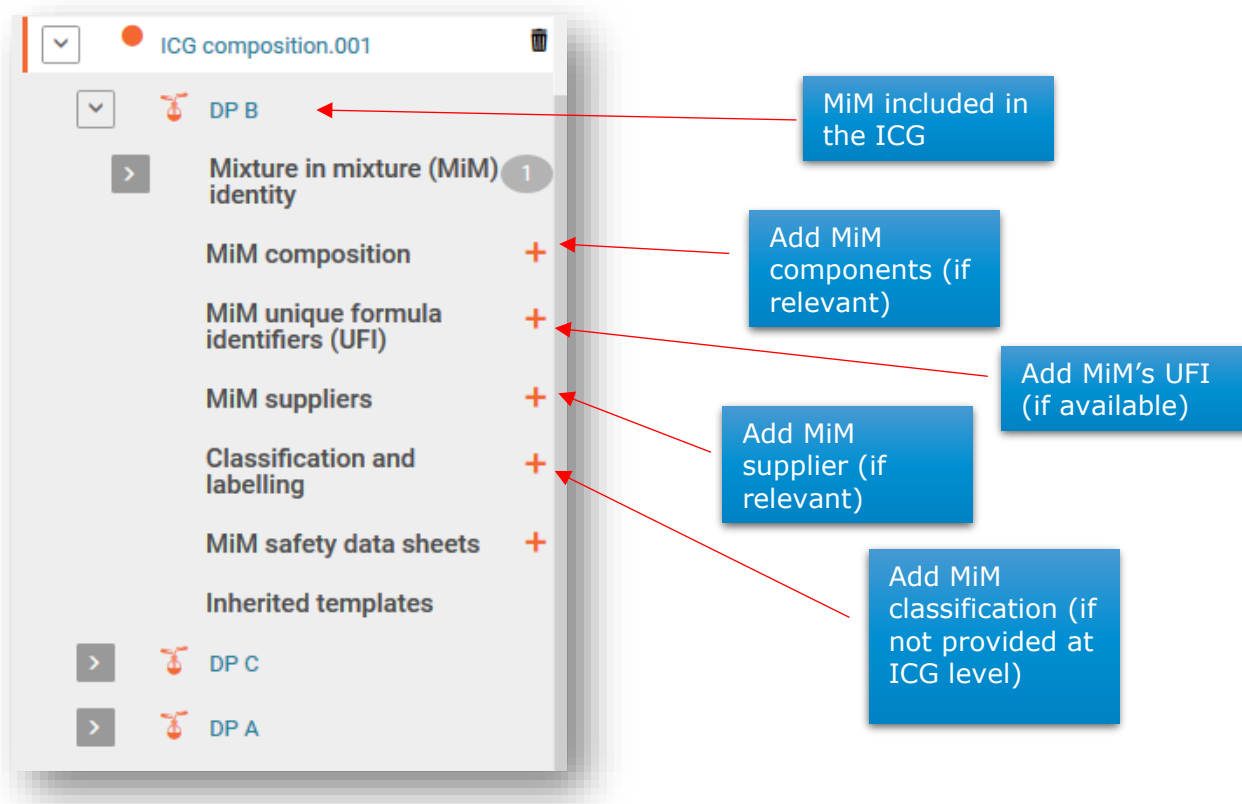 ICG composition.001
DP B
Mixture in mixture (MiM)
identity
1
MiM composition
MiM unique formula
identifiers (UFI)
MiM suppliers
Classification and
labelling
MiM safety data sheets
Inherited templates
DP C
DP A
MiM included in
the ICG
Add MiM
components (if
relevant)
Add MiM’s UFI
(if available)
Add MiM
supplier (if
relevant)
Add MiM
classification (if
not provided at
ICG level)